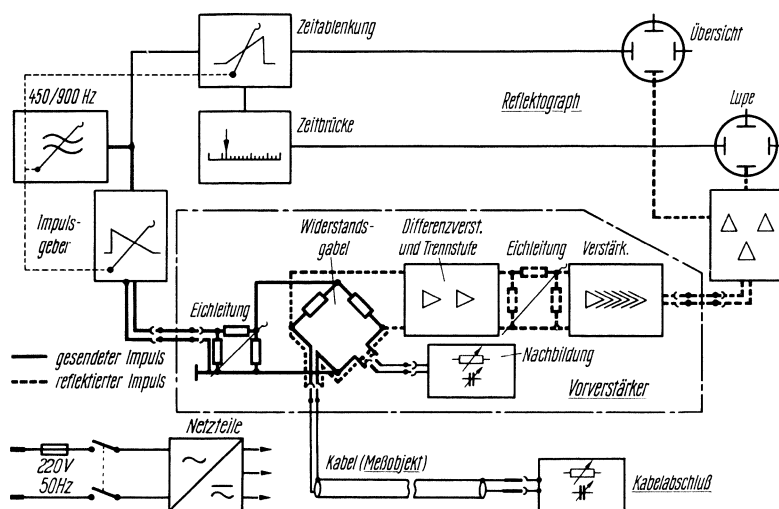 Zeitablenkung
Übersicht
Reflektograph
450/900 Hz
Lupe
Zeitbrücke
Impuls-
geber
Widerstands-
gabel
Differenzverst.
und Trennstufe
Eichleitung
Verstärk.
Eichleitung
gesendeter Impuls
reflektierter Impuls
Nachbildung
Vorverstärker
Netzteile
220V
50Hz
Kabel (Meßobjekt)
Kabelabschluß